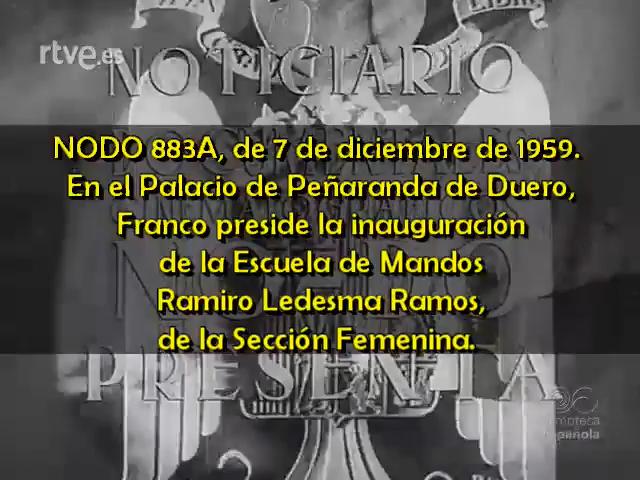 rtve.es
NOTICIARIO
NODO 883A, de 7 de diciembre de 1959.
En el Palacio de Peñaranda de Duero,
Franco preside la inauguración
de la Escuela de Mandos
Ramiro Ledesma Ramos,
de la Sección Femenina.
PRESENTA
española